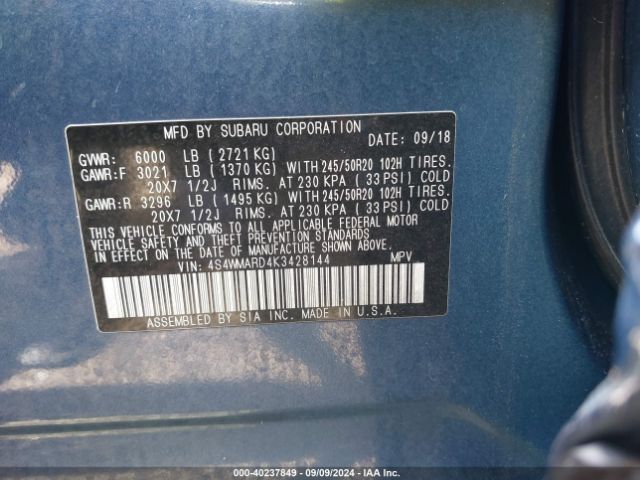 MFD BY SUBARU CORPORATION DATE: 09/18
GVWR: 6000 LB (2721 KG)
GAWR:F 3021 LB (1370 KG) WITH 245/50R20 102H TIRES.
20X7 1/2J RIMS. AT 230 KPA (33 PSI) COLD
GAWR:R 3296 LB (1495 KG) WITH 245/50R20 102H TIRES.
20X7 1/2J RIMS. AT 230 KPA (33 PSI) COLD
THIS VEHICLE CONFORMS TO ALL APPLICABLE FEDERAL MOTOR
VEHICLE SAFETY AND THEFT PREVENTION STANDARDS
IN EFFECT ON THE DATE OF MANUFACTURE SHOWN ABOVE.
VIN: 4S4WMARD4K3428144 MPV
ASSEMBLED BY SIA INC. MADE IN U.S.A.
000-40237849 - 09/09/2024 - IAA Inc.